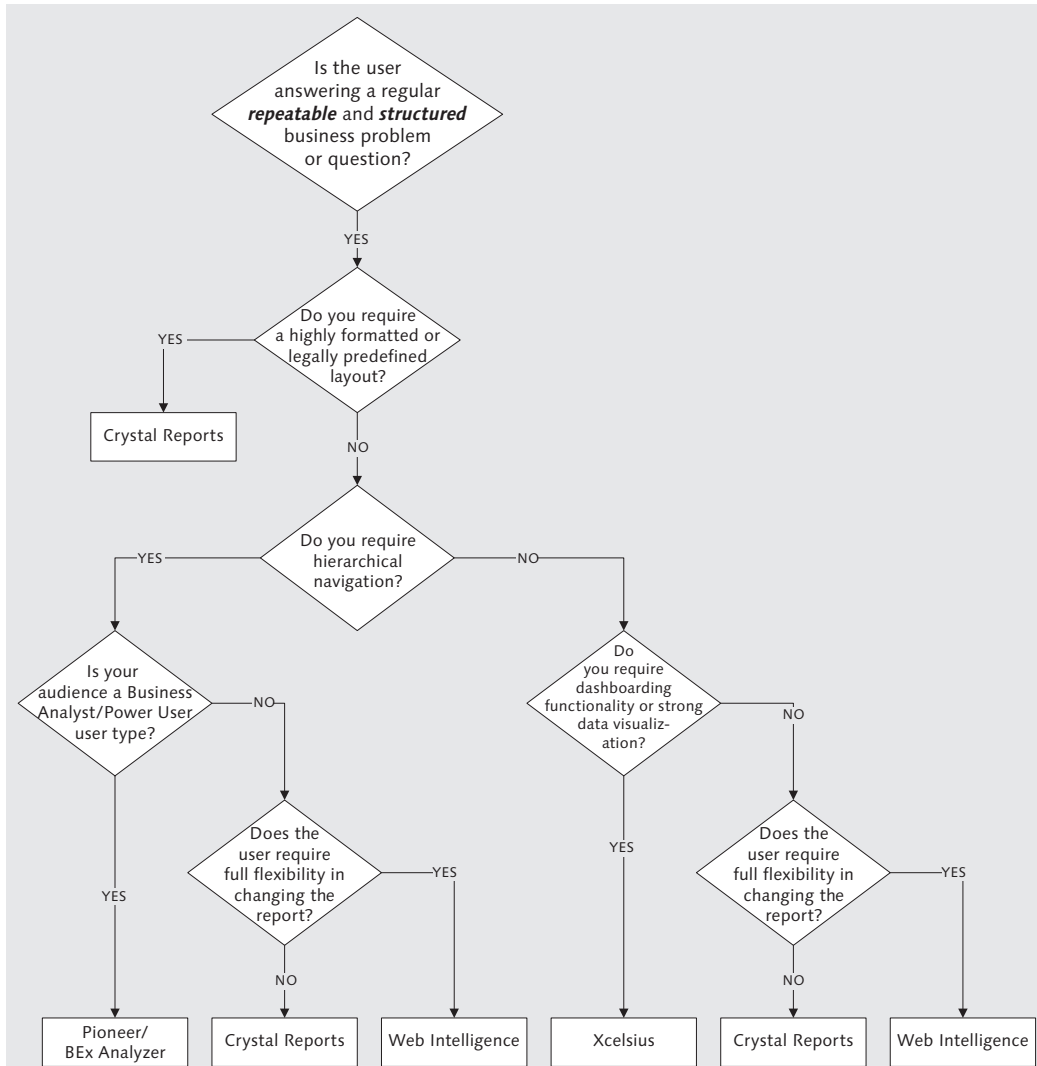 Is the user
answering a regular
repeatable and structured
business problem
or question?
YES
Do you require
a highly formatted or
legally predefined
layout?
YES
Crystal Reports
NO
Do you require
hierarchical
navigation?
YES
NO
Is your
audience a Business
Analyst/Power User
user type?
NO
Do
you require
dashboarding
functionality or strong
data visualiz-
ation?
NO
Does the
user require
full flexibility in
changing the
report?
YES
YES
Does the
user require
full flexibility in
changing the
report?
YES
YES
NO
NO
Pioneer/
BEx Analyzer
Crystal Reports
Web Intelligence
Xcelsius
Crystal Reports
Web Intelligence